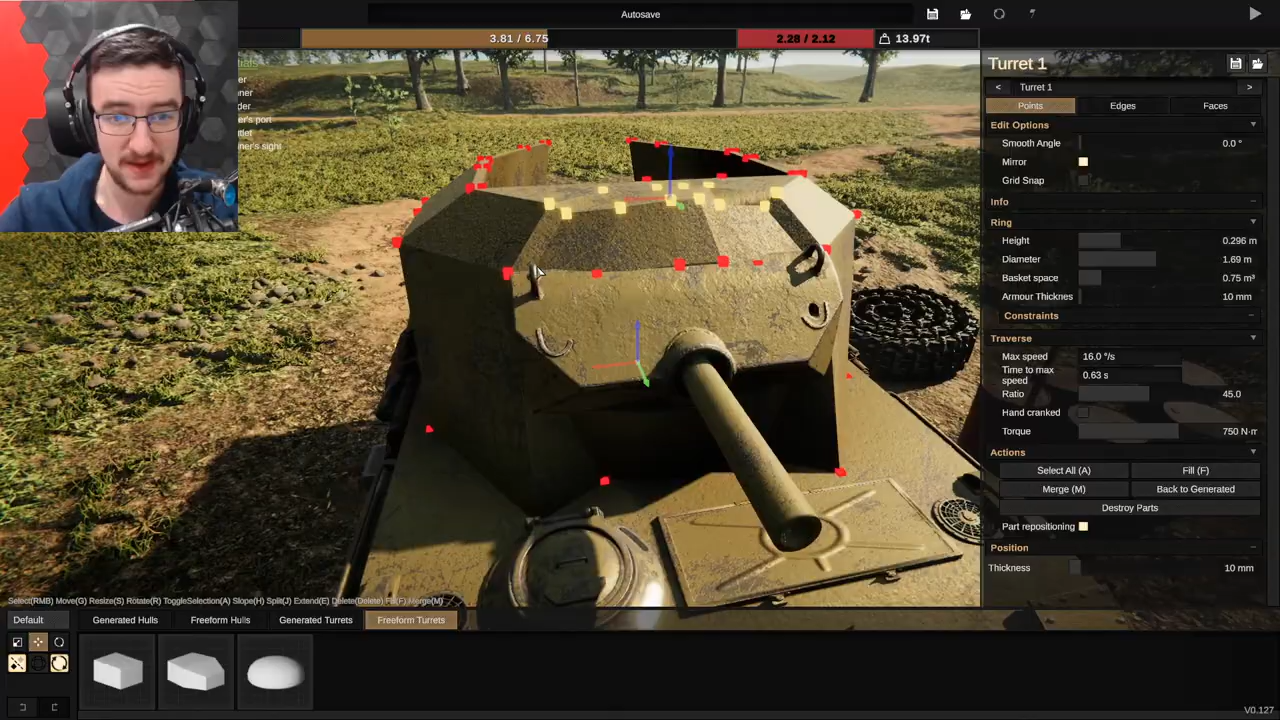 Autosave
3.81 / 6.75
2.28 / 2.12
13.97t
Turret 1
< Turret 1 >
Points Edges Faces
Edit Options
Smooth Angle 0.0 °
Mirror
Grid Snap
Info
Ring
Height 0.296 m
Diameter 1.69 m
Basket space 0.75 m³
Armour Thicknes 10 mm
Constraints
Traverse
Max speed 16.0 °/s
Time to max
speed 0.63 s
Ratio 45.0
Hand cranked
Torque 750 N·m
Actions
Select All (A) Fill (F)
Merge (M) Back to Generated
Destroy Parts
Part repositioning
Position
Thickness 10 mm
Select(RMB) Move(G) Resize(S) Rotate(R) ToggleSelection(A) Slope(H) Split(J) Extend(E) Delete(Delete) Fill(F) Merge(M)
Default Generated Hulls Freeform Hulls Generated Turrets Freeform Turrets
V0.127